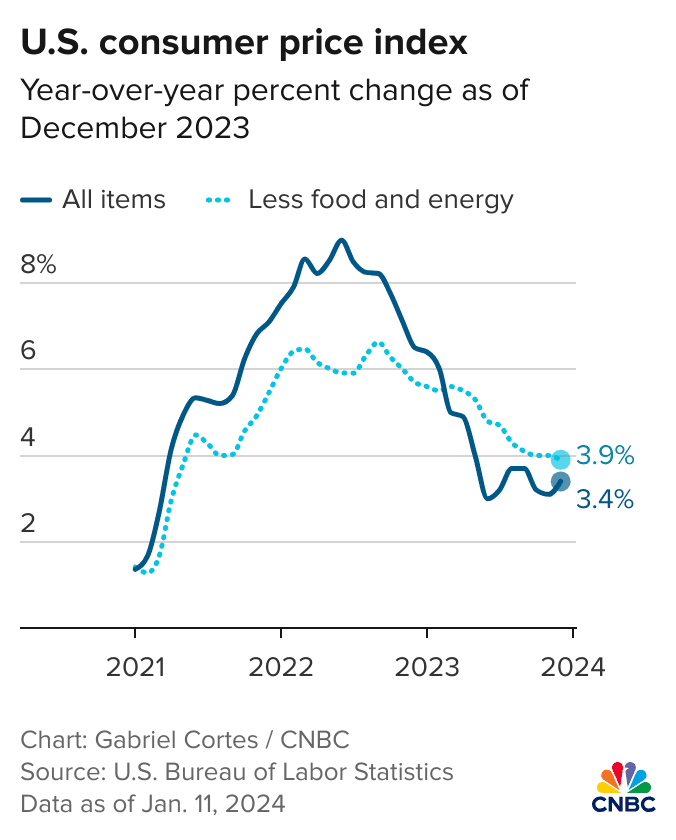 U.S. consumer price index
Year-over-year percent change as of
December 2023
All items Less food and energy
8%
6
4
3.9%
3.4%
2
2021 2022 2023 2024
Chart: Gabriel Cortes / CNBC
Source: U.S. Bureau of Labor Statistics
Data as of Jan. 11, 2024
CNBC